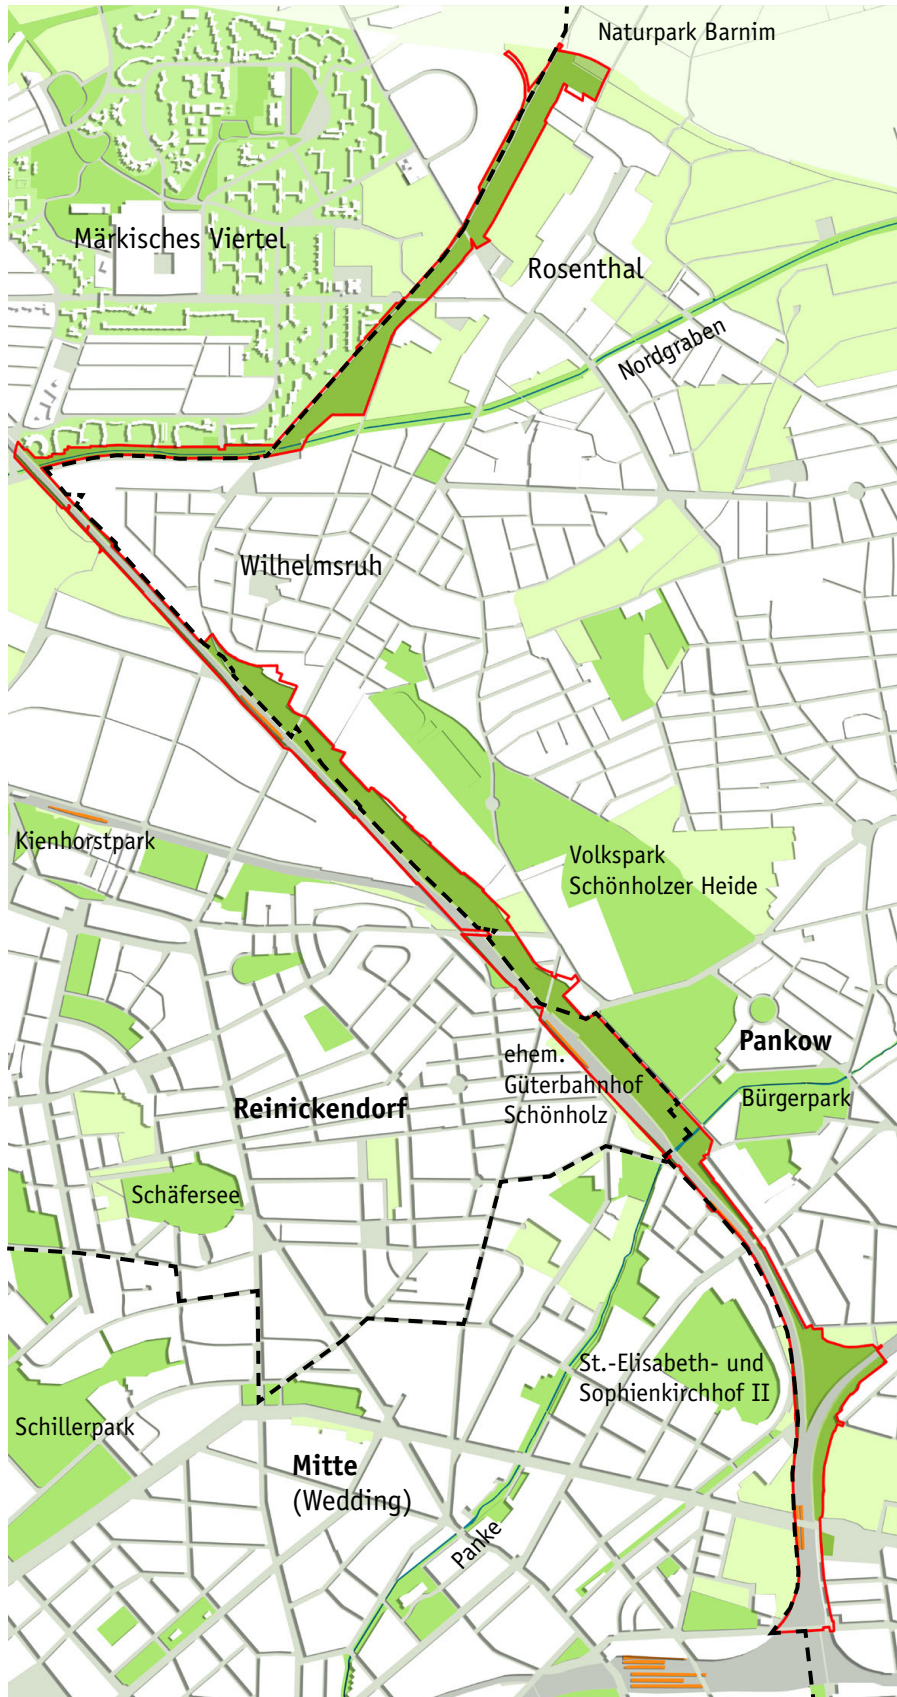 Naturpark Barnim
Märkisches Viertel
Rosenthal
Nordgraben
Wilhelmsruh
Kienhorstpark
Volkspark
Schönholzer Heide
Pankow
ehem.
Güterbahnhof
Schönholz
Bürgerpark
Reinickendorf
Schäfersee
St.-Elisabeth- und
Sophienkirchhof II
Schillerpark
Mitte
(Wedding)
Panke